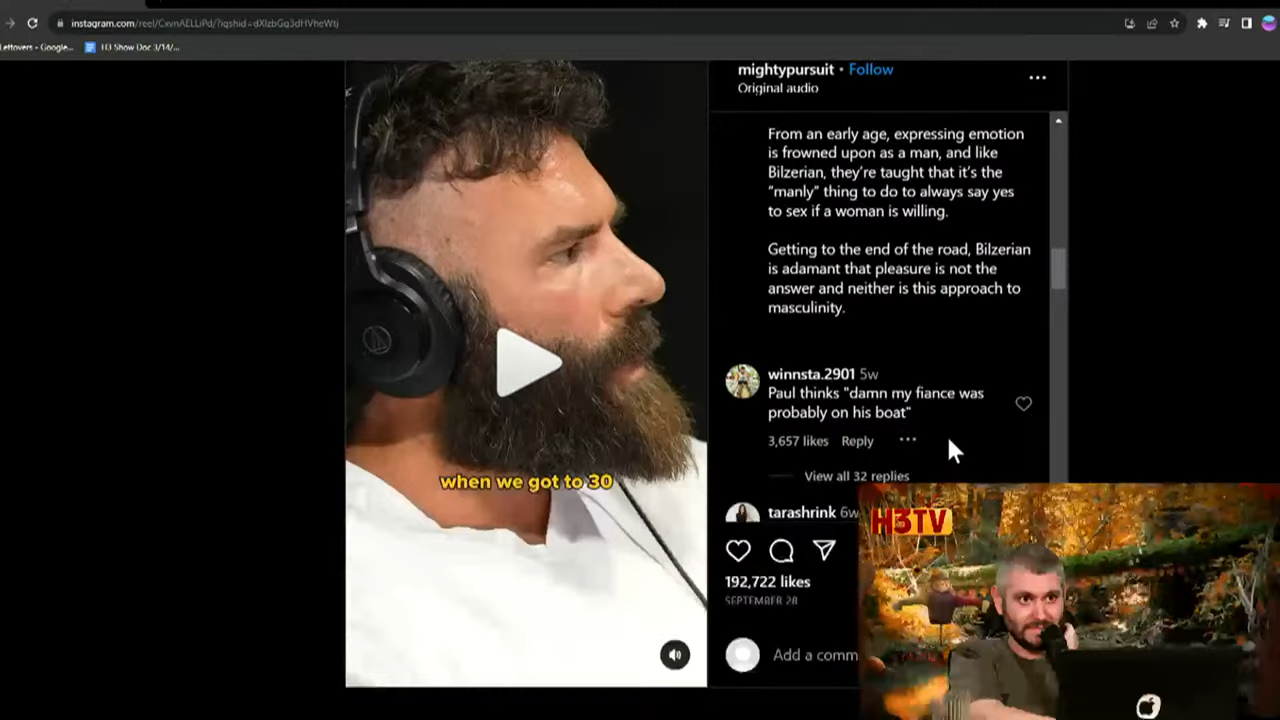 instagram.com/reel/CxvnAELLiPd/?igshid=dXlzbGg3dHVheWtj
Leftovers - Google...
H3 Show Doc 3/14/...
mightypursuit • Follow
Original audio
From an early age, expressing emotion
is frowned upon as a man, and like
Bilzerian, they're taught that it's the
"manly" thing to do to always say yes
to sex if a woman is willing.
Getting to the end of the road, Bilzerian
is adamant that pleasure is not the
answer and neither is this approach to
masculinity.
winnsta.2901 5w
Paul thinks "damn my fiance was
probably on his boat"
3,657 likes Reply
View all 32 replies
tarashrink 6w
when we got to 30
192,722 likes
SEPTEMBER 28
Add a comm
H3TV